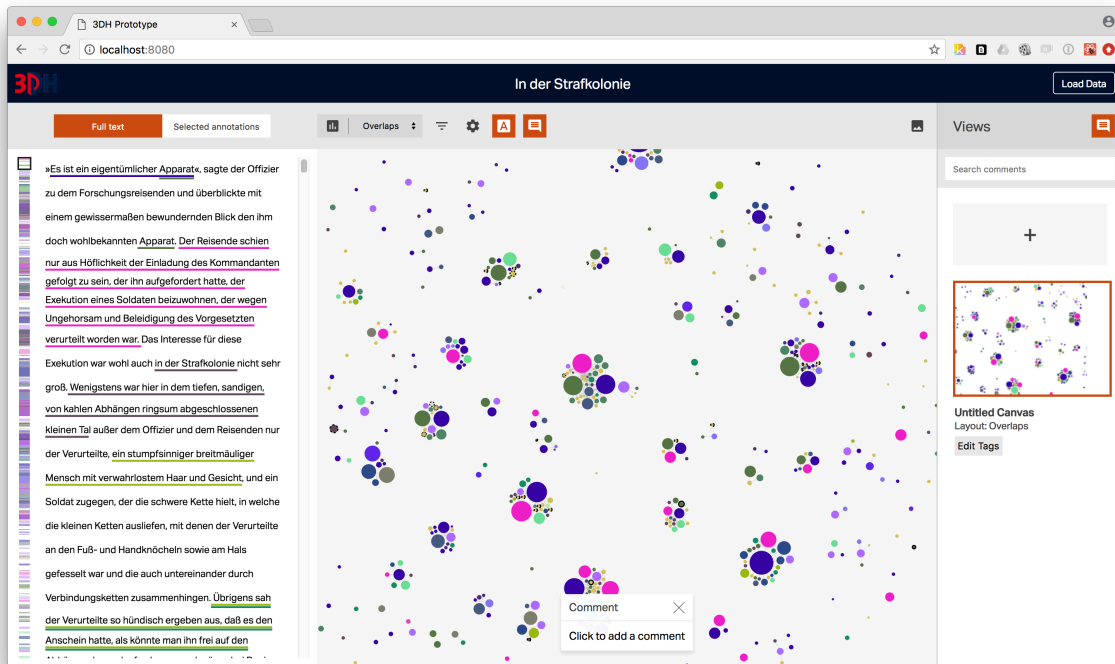 3DH Prototype
localhost:8080
3DH
In der Strafkolonie
Load Data
Full text
Selected annotations
Overlaps
A
Views
Search comments
»Es ist ein eigentümlicher Apparat«, sagte der Offizier
zu dem Forschungsreisenden und überblickte mit
einem gewissermaßen bewundernden Blick den ihm
doch wohlbekannten Apparat. Der Reisende schien
nur aus Höflichkeit der Einladung des Kommandanten
gefolgt zu sein, der ihn aufgefordert hatte, der
Exekution eines Soldaten beizuwohnen, der wegen
Ungehorsam und Beleidigung des Vorgesetzten
verurteilt worden war. Das Interesse für diese
Exekution war wohl auch in der Strafkolonie nicht sehr
groß. Wenigstens war hier in dem tiefen, sandigen,
von kahlen Abhängen ringsum abgeschlossenen
kleinen Tal außer dem Offizier und dem Reisenden nur
der Verurteilte, ein stumpfsinniger breitmäuliger
Mensch mit verwahrlostem Haar und Gesicht, und ein
Soldat zugegen, der die schwere Kette hielt, in welche
die kleinen Ketten ausliefen, mit denen der Verurteilte
an den Fuß- und Handknöcheln sowie am Hals
gefesselt war und die auch untereinander durch
Verbindungsketten zusammenhingen. Übrigens sah
der Verurteilte so hündisch ergeben aus, daß es den
Anschein hatte, als könnte man ihn frei auf den
Comment
Click to add a comment
+
Untitled Canvas
Layout: Overlaps
Edit Tags